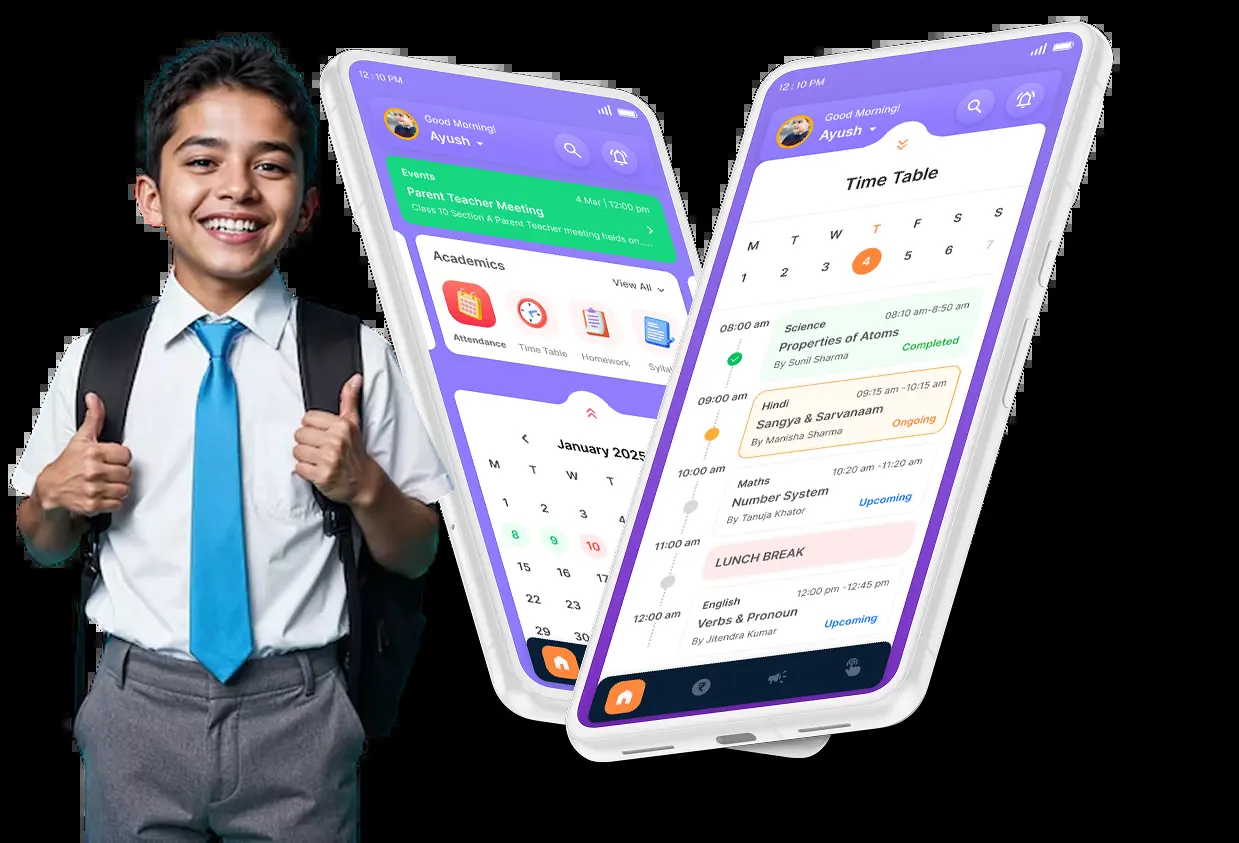 12 : 10 PM
Good Morning!
Ayush
Events
Parent Teacher Meeting
4 Mar | 12:00 pm
Class 10 Section A Parent Teacher meeting helds on.....
Academics
View All
Attendance
Time Table
Homework
January 2025
M T W T
1 2 3 4
8 9 10
15 16 17
22 23
29 30
12 : 10 PM
Good Morning!
Ayush
Time Table
M T W T F S S
1 2 3 4 5 6 7
08:00 am
Science
08:10 am-8:50 am
Properties of Atoms
By Sunil Sharma
Completed
09:00 am
Hindi
09:15 am -10:15 am
Sangya & Sarvanaam
By Manisha Sharma
Ongoing
10:00 am
Maths
10:20 am -11:20 am
Number System
By Tanuja Khator
Upcoming
11:00 am
LUNCH BREAK
12:00 am
English
12:00 pm -12:45 pm
Verbs & Pronoun
By Jitendra Kumar
Upcoming